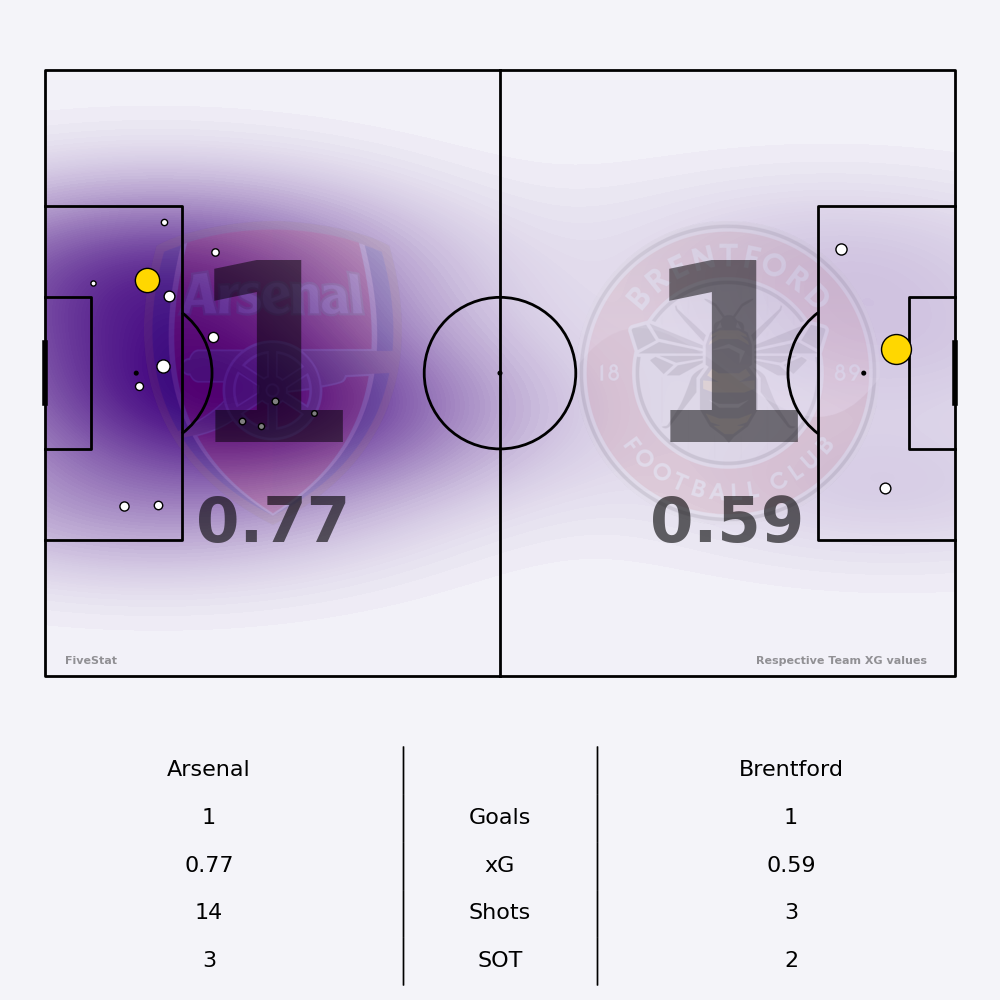 Arsenal
BRENTFORD
1
1
18
89
FOOTBALL CLUB
0.77
0.59
FiveStat
Respective Team XG values
Arsenal
Brentford
1
Goals
1
0.77
xG
0.59
14
Shots
3
3
SOT
2